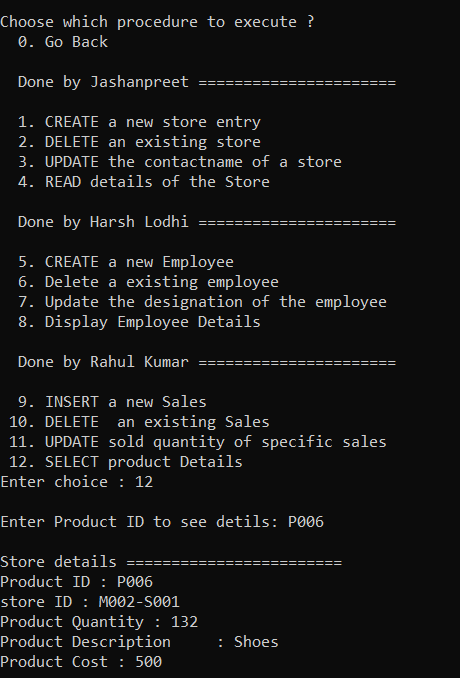 Choose which procedure to execute ?
0. Go Back
Done by Jashanpreet ======================
1. CREATE a new store entry
2. DELETE an existing store
3. UPDATE the contactname of a store
4. READ details of the Store
Done by Harsh Lodhi ======================
5. CREATE a new Employee
6. Delete a existing employee
7. Update the designation of the employee
8. Display Employee Details
Done by Rahul Kumar ======================
9. INSERT a new Sales
10. DELETE  an existing Sales
11. UPDATE sold quantity of specific sales
12. SELECT product Details
Enter choice : 12
Enter Product ID to see detils: P006
Store details ========================
Product ID : P006
store ID : M002-S001
Product Quantity : 132
Product Description     : Shoes
Product Cost : 500